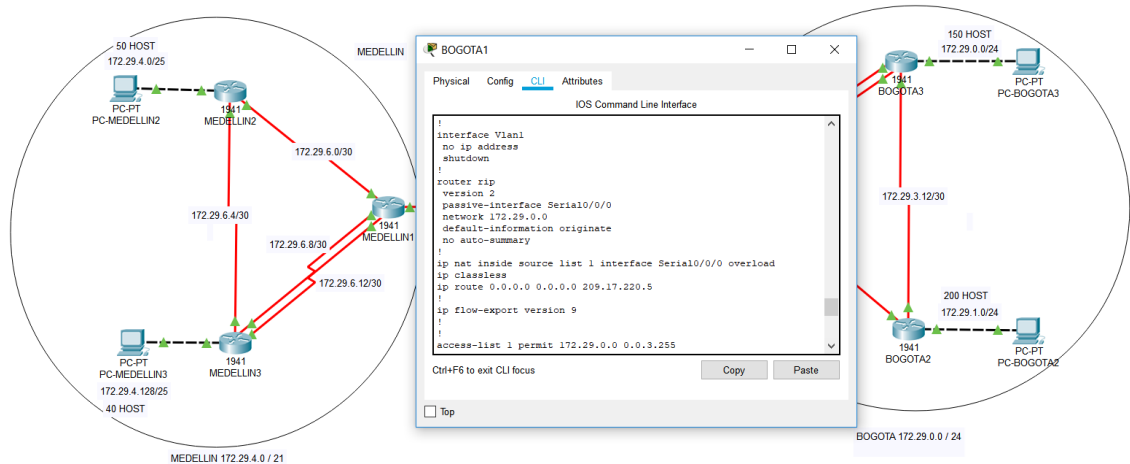 50 HOST
172.29.4.0/25
PC-PT
PC-MEDELLIN2
1941
MEDELLIN2
MEDELLIN
172.29.6.0/30
172.29.6.4/30
1941
MEDELLIN1
172.29.6.8/30
172.29.6.12/30
PC-PT
PC-MEDELLIN3
172.29.4.128/25
40 HOST
1941
MEDELLIN3
MEDELLIN 172.29.4.0 / 21
BOGOTA1
Physical Config CLI Attributes
IOS Command Line Interface
!
interface Vlan1
no ip address
shutdown
!
router rip
version 2
passive-interface Serial0/0/0
network 172.29.0.0
default-information originate
no auto-summary
!
ip nat inside source list 1 interface Serial0/0/0 overload
ip classless
ip route 0.0.0.0 0.0.0.0 209.17.220.5
!
ip flow-export version 9
!
!
access-list 1 permit 172.29.0.0 0.0.3.255
Ctrl+F6 to exit CLI focus
Copy Paste
Top
150 HOST
172.29.0.0/24
1941
BOGOTA3
PC-PT
PC-BOGOTA3
172.29.3.12/30
200 HOST
172.29.1.0/24
1941
BOGOTA2
PC-PT
PC-BOGOTA2
BOGOTA 172.29.0.0 / 24